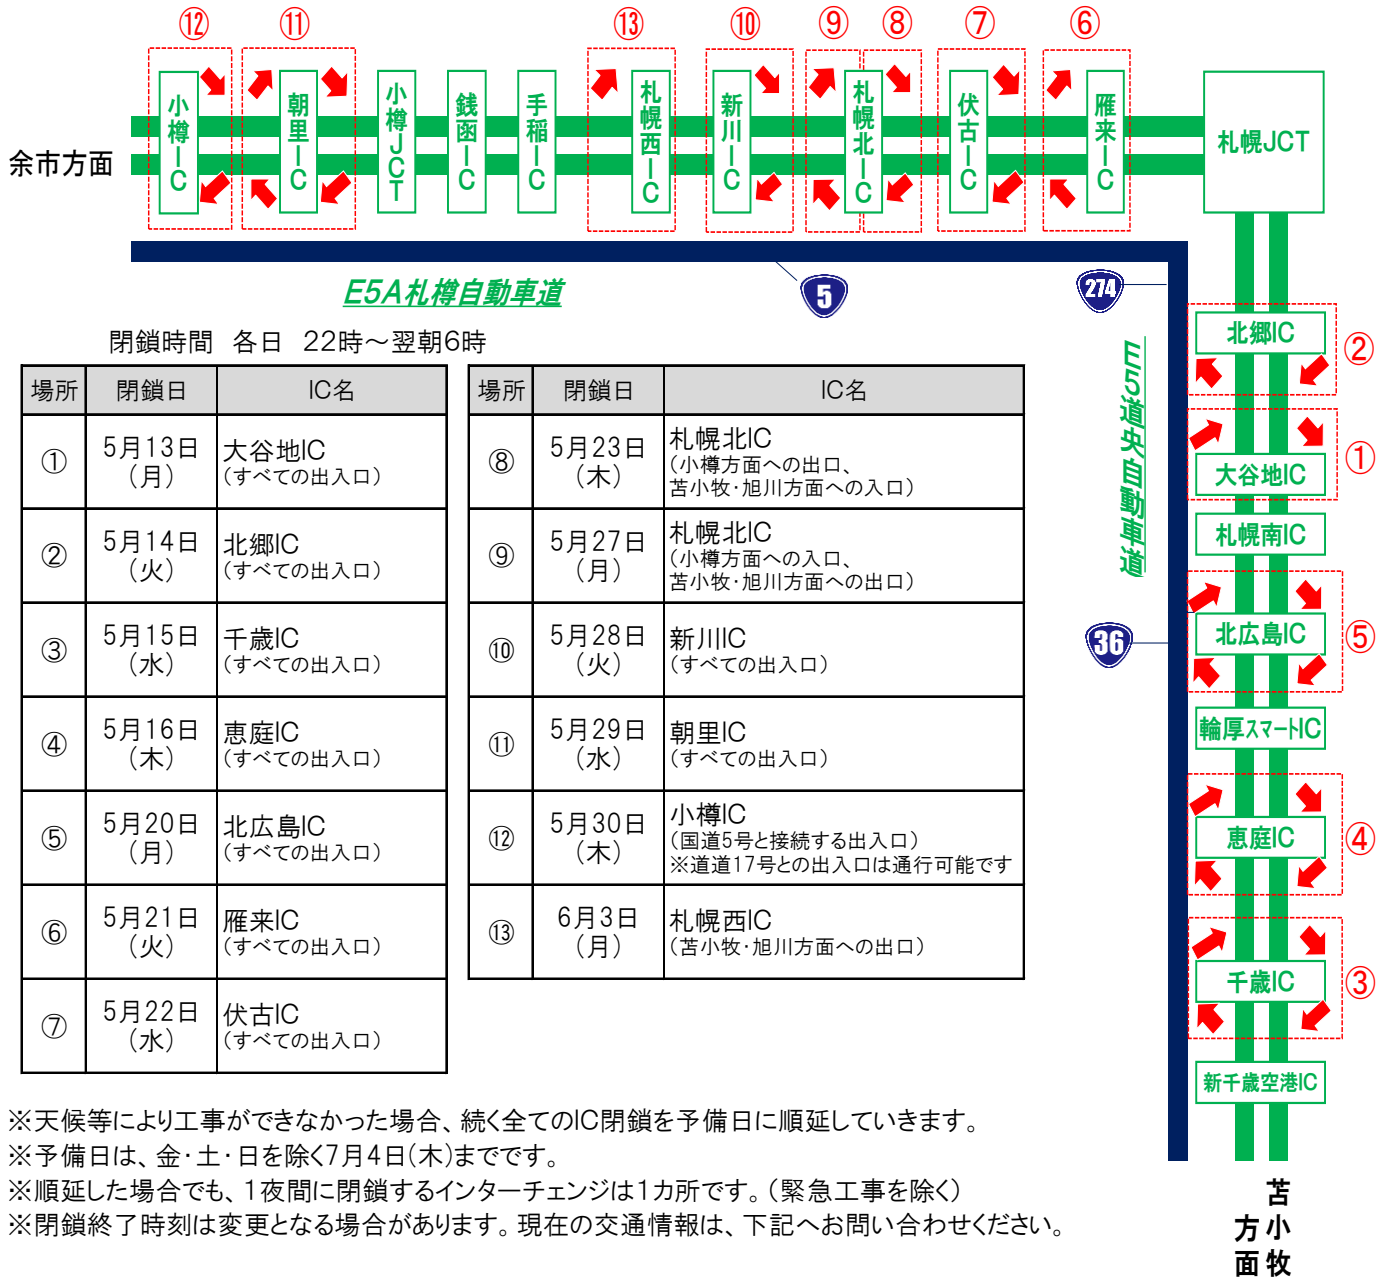 ⑫ ⑪ ⑬ ⑩ ⑨ ⑧ ⑦ ⑥
余市方面
小樽IC
朝里IC
小樽JCT
銭函IC
手稲IC
札幌西IC
新川IC
札幌北IC
伏古IC
雁来IC
札幌JCT
E5A札樽自動車道
5
274
閉鎖時間 各日 22時～翌朝6時
場所 閉鎖日 IC名
① 5月13日(月) 大谷地IC
(すべての出入口)
② 5月14日(火) 北郷IC
(すべての出入口)
③ 5月15日(水) 千歳IC
(すべての出入口)
④ 5月16日(木) 恵庭IC
(すべての出入口)
⑤ 5月20日(月) 北広島IC
(すべての出入口)
⑥ 5月21日(火) 雁来IC
(すべての出入口)
⑦ 5月22日(水) 伏古IC
(すべての出入口)
場所 閉鎖日 IC名
⑧ 5月23日(木) 札幌北IC
(小樽方面への出口、
苫小牧・旭川方面への入口)
⑨ 5月27日(月) 札幌北IC
(小樽方面への入口、
苫小牧・旭川方面への出口)
⑩ 5月28日(火) 新川IC
(すべての出入口)
⑪ 5月29日(水) 朝里IC
(すべての出入口)
⑫ 5月30日(木) 小樽IC
(国道5号と接続する出入口)
※道道17号との出入口は通行可能です
⑬ 6月3日(月) 札幌西IC
(苫小牧・旭川方面への出口)
E5道央自動車道
36
北郷IC
②
①
大谷地IC
札幌南IC
北広島IC
⑤
輪厚スマートIC
恵庭IC
④
千歳IC
③
新千歳空港IC
苫小牧方面
※天候等により工事ができなかった場合、続く全てのIC閉鎖を予備日に順延していきます。
※予備日は、金・土・日を除く7月4日(木)までです。
※順延した場合でも、1夜間に閉鎖するインターチェンジは1カ所です。(緊急工事を除く)
※閉鎖終了時刻は変更となる場合があります。現在の交通情報は、下記へお問い合わせください。